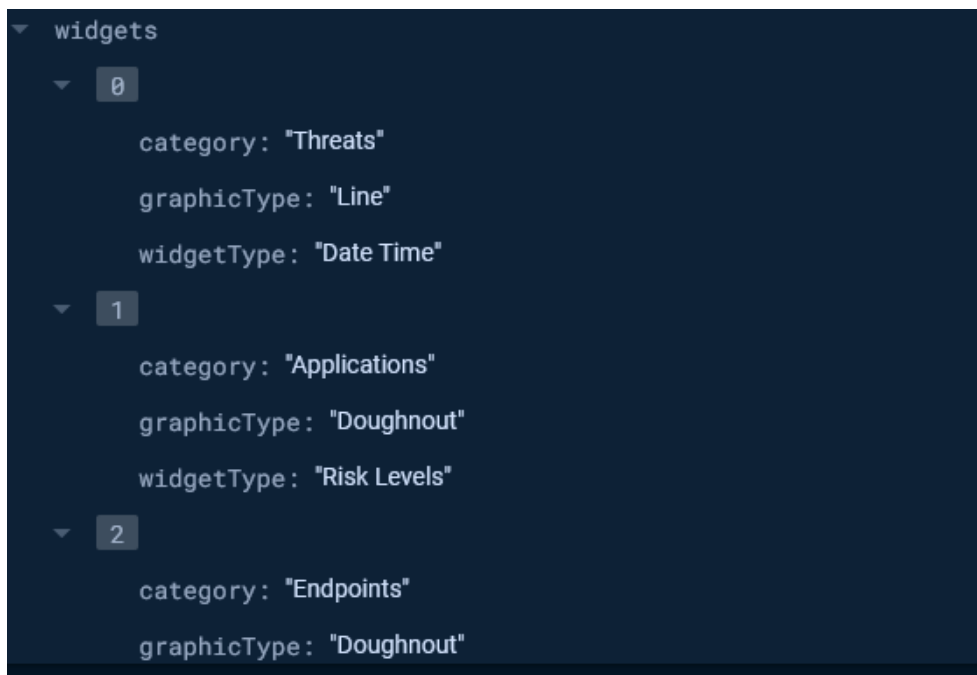 widgets
0
category: "Threats"
graphicType: "Line"
widgetType: "Date Time"
1
category: "Applications"
graphicType: "Doughnout"
widgetType: "Risk Levels"
2
category: "Endpoints"
graphicType: "Doughnout"